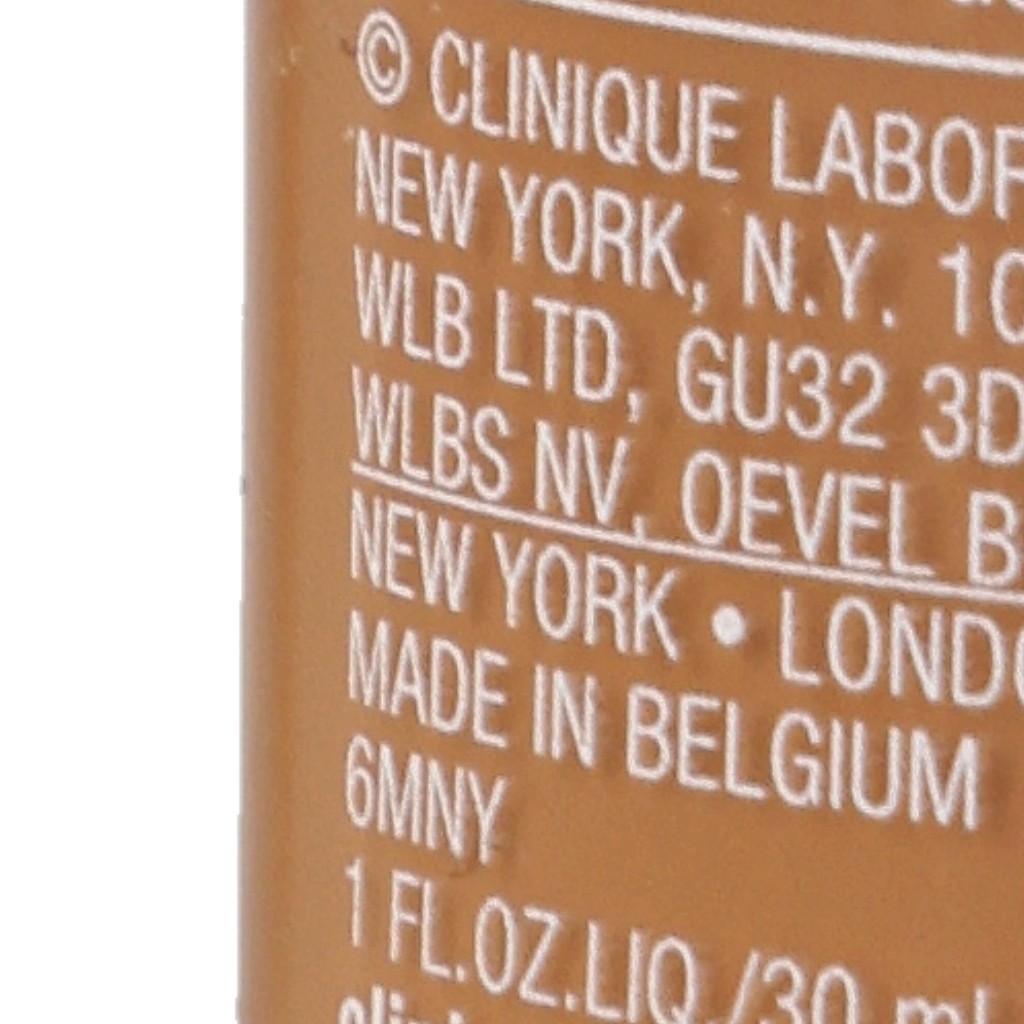 © CLINIQUE LABOR
NEW YORK, N.Y. 10
WLB LTD, GU32 3D
WLBS NV, OEVEL B
NEW YORK • LONDO
MADE IN BELGIUM
6MNY
1 FL.OZ.LIQ./30 mL